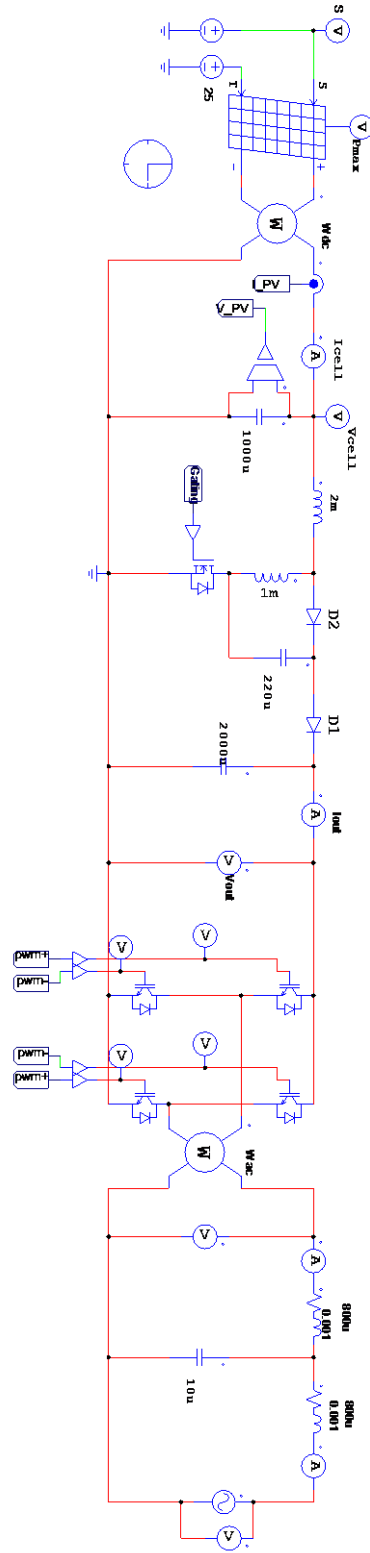 S
V
25
T
S
V
Pmax
-
+
W
Wdc
I_PV
V_PV
A
Icell
V
Vcell
1000u
2m
Gating
1m
D2
220u
D1
2000u
A
Iout
V
Vout
pwm+
pwm-
V
V
pwm-
pwm+
V
V
W
Wac
V
A
800u
0.001
10u
800u
0.001
A
V